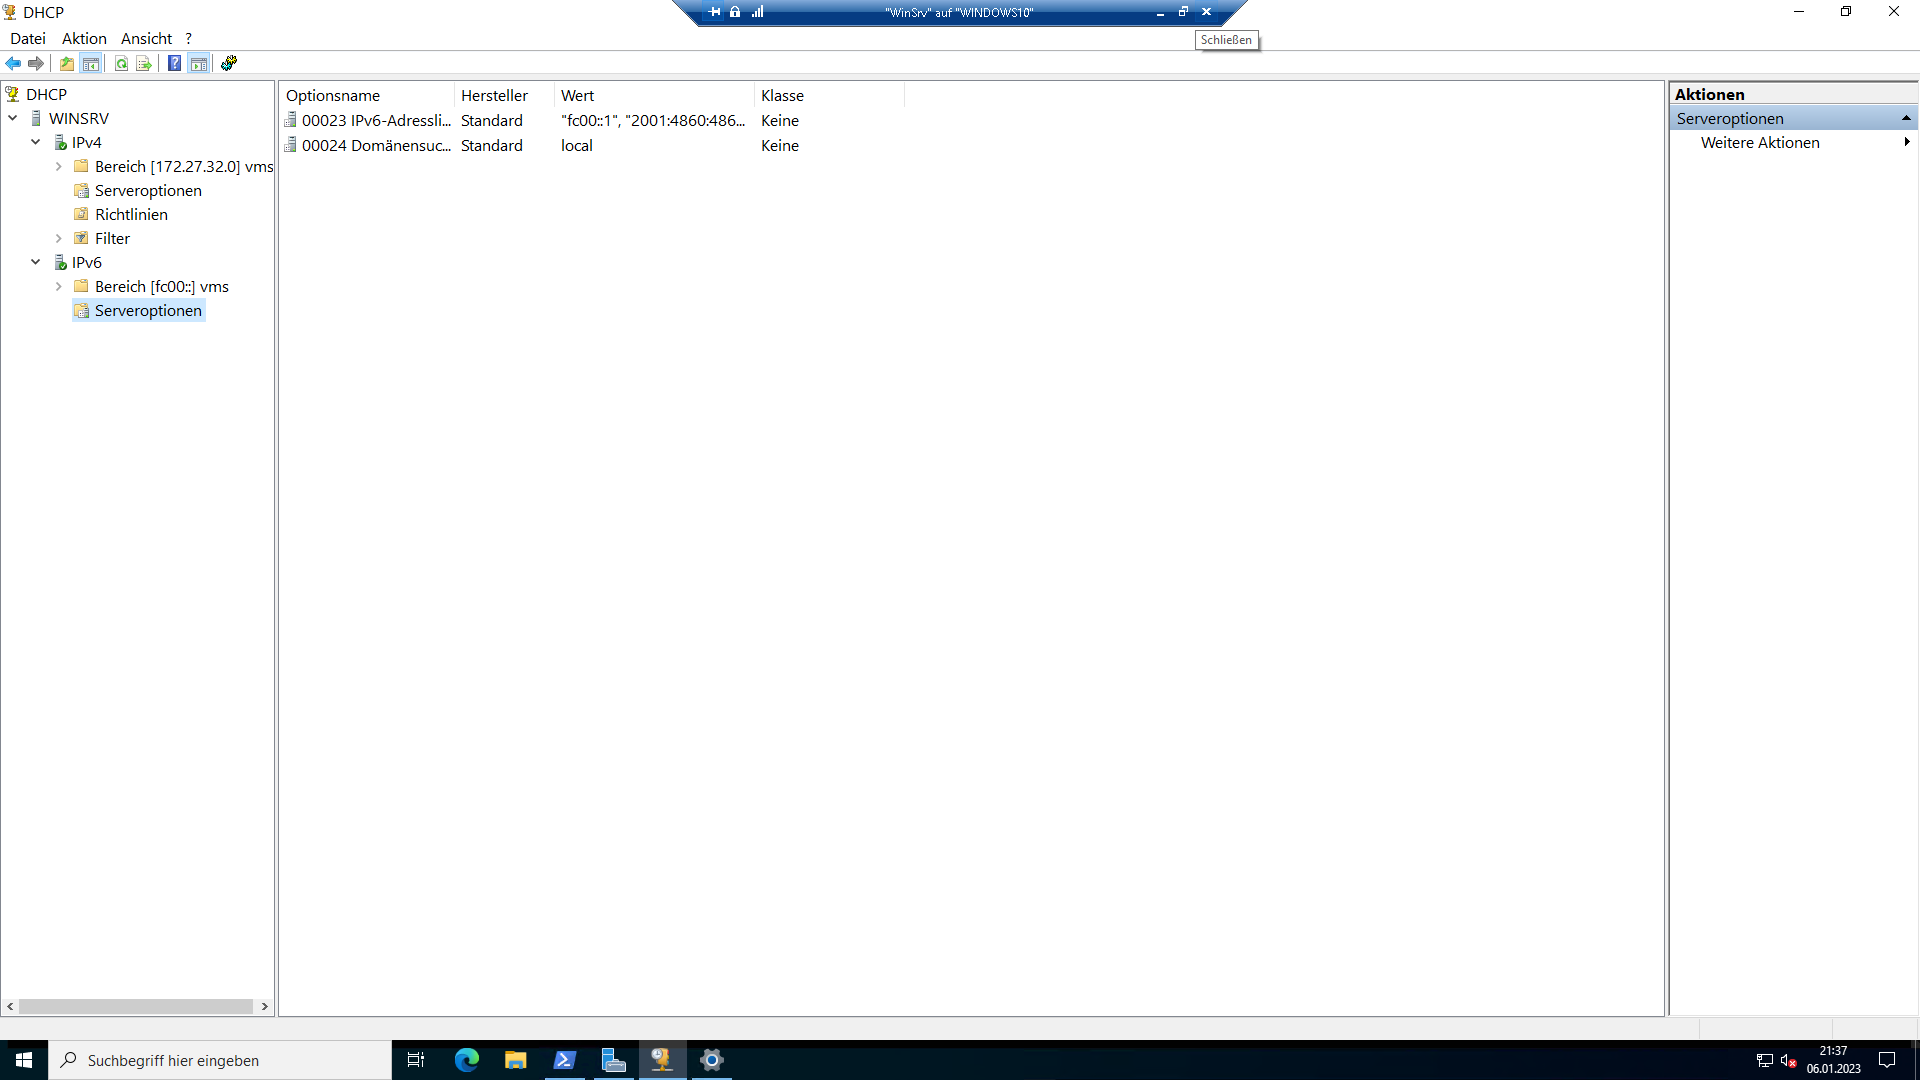 DHCP
"WinSrv" auf "WINDOWS10"
Schließen
Datei Aktion Ansicht ?
DHCP
WINSRV
IPv4
Bereich [172.27.32.0] vms
Serveroptionen
Richtlinien
Filter
IPv6
Bereich [fc00::] vms
Serveroptionen
Optionsname Hersteller Wert Klasse
00023 IPv6-Adressli... Standard "fc00::1", "2001:4860:486... Keine
00024 Domänensuc... Standard local Keine
Aktionen
Serveroptionen
Weitere Aktionen
Suchbegriff hier eingeben
21:37
06.01.2023